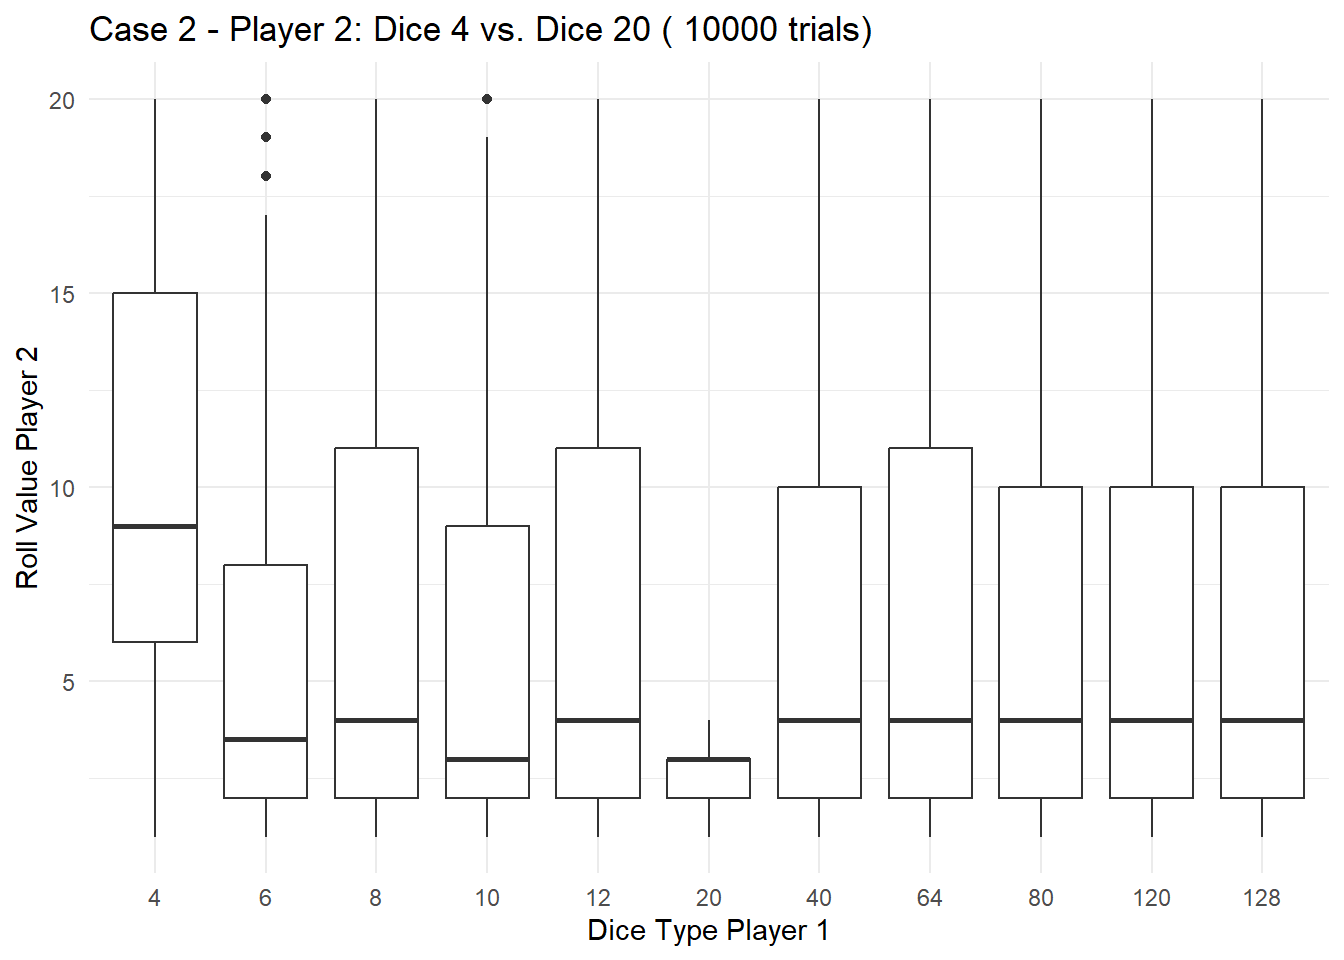 Case 2 - Player 2: Dice 4 vs. Dice 20 ( 10000 trials)
20
15
10
5
Roll Value Player 2
4 6 8 10 12 20 40 64 80 120 128
Dice Type Player 1